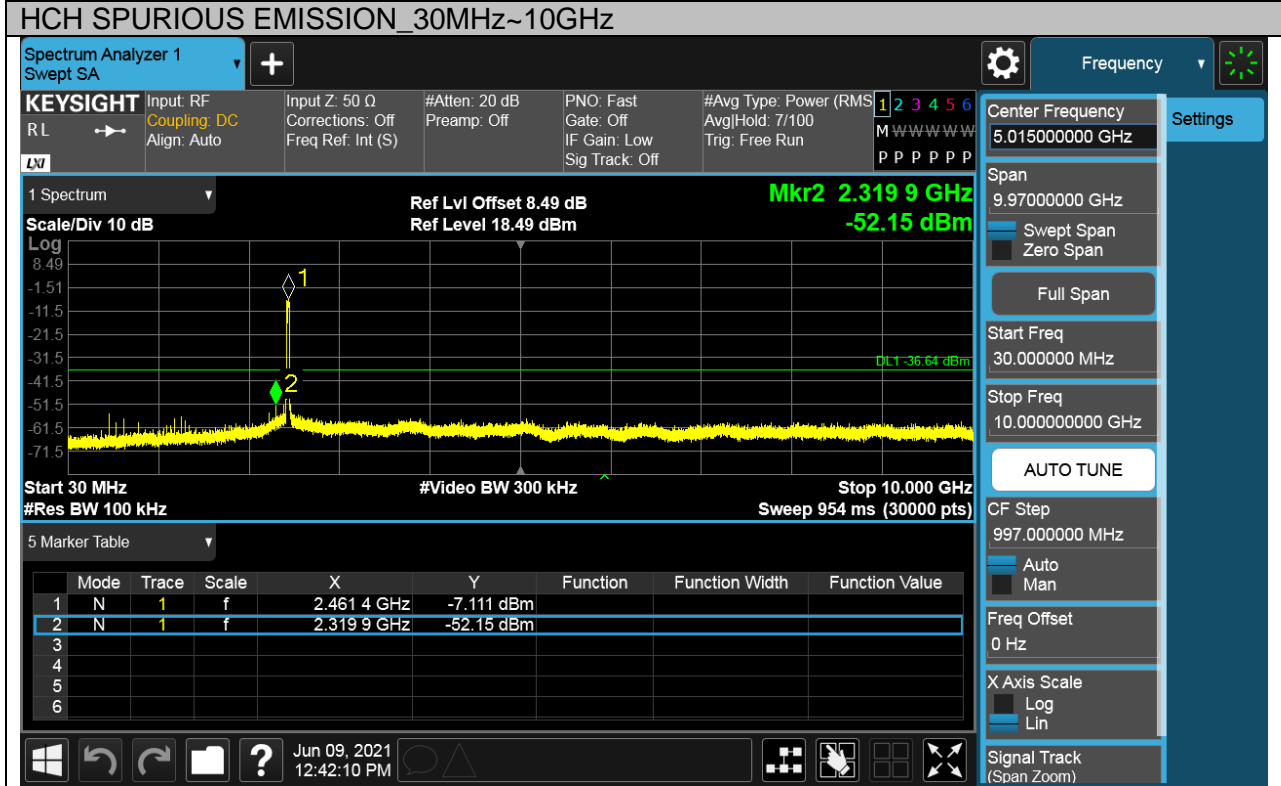 HCH SPURIOUS EMISSION_30MHz~10GHz
Spectrum Analyzer 1
Swept SA
+
Frequency
KEYSIGHT
R L
LXI
Input: RF
Coupling: DC
Align: Auto
Input Z: 50 Ω
Corrections: Off
Freq Ref: Int (S)
#Atten: 20 dB
Preamp: Off
PNO: Fast
Gate: Off
IF Gain: Low
Sig Track: Off
#Avg Type: Power (RMS
Avg|Hold: 7/100
Trig: Free Run
1 2 3 4 5 6
M W W W W W
P P P P P P
1 Spectrum
Scale/Div 10 dB
Ref Lvl Offset 8.49 dB
Ref Level 18.49 dBm
Mkr2 2.319 9 GHz
-52.15 dBm
Log
8.49
-1.51
-11.5
-21.5
-31.5
-41.5
-51.5
-61.5
-71.5
1
2
DL1 -36.64 dBm
Start 30 MHz
#Video BW 300 kHz
Stop 10.000 GHz
#Res BW 100 kHz
Sweep 954 ms (30000 pts)
5 Marker Table
Mode Trace Scale X Y Function Function Width Function Value
1 N 1 f 2.461 4 GHz -7.111 dBm
2 N 1 f 2.319 9 GHz -52.15 dBm
3
4
5
6
?
Jun 09, 2021
12:42:10 PM
Center Frequency
5.015000000 GHz
Span
9.97000000 GHz
Swept Span
Zero Span
Full Span
Start Freq
30.000000 MHz
Stop Freq
10.000000000 GHz
AUTO TUNE
CF Step
997.000000 MHz
Auto
Man
Freq Offset
0 Hz
X Axis Scale
Log
Lin
Signal Track
(Span Zoom)
Settings